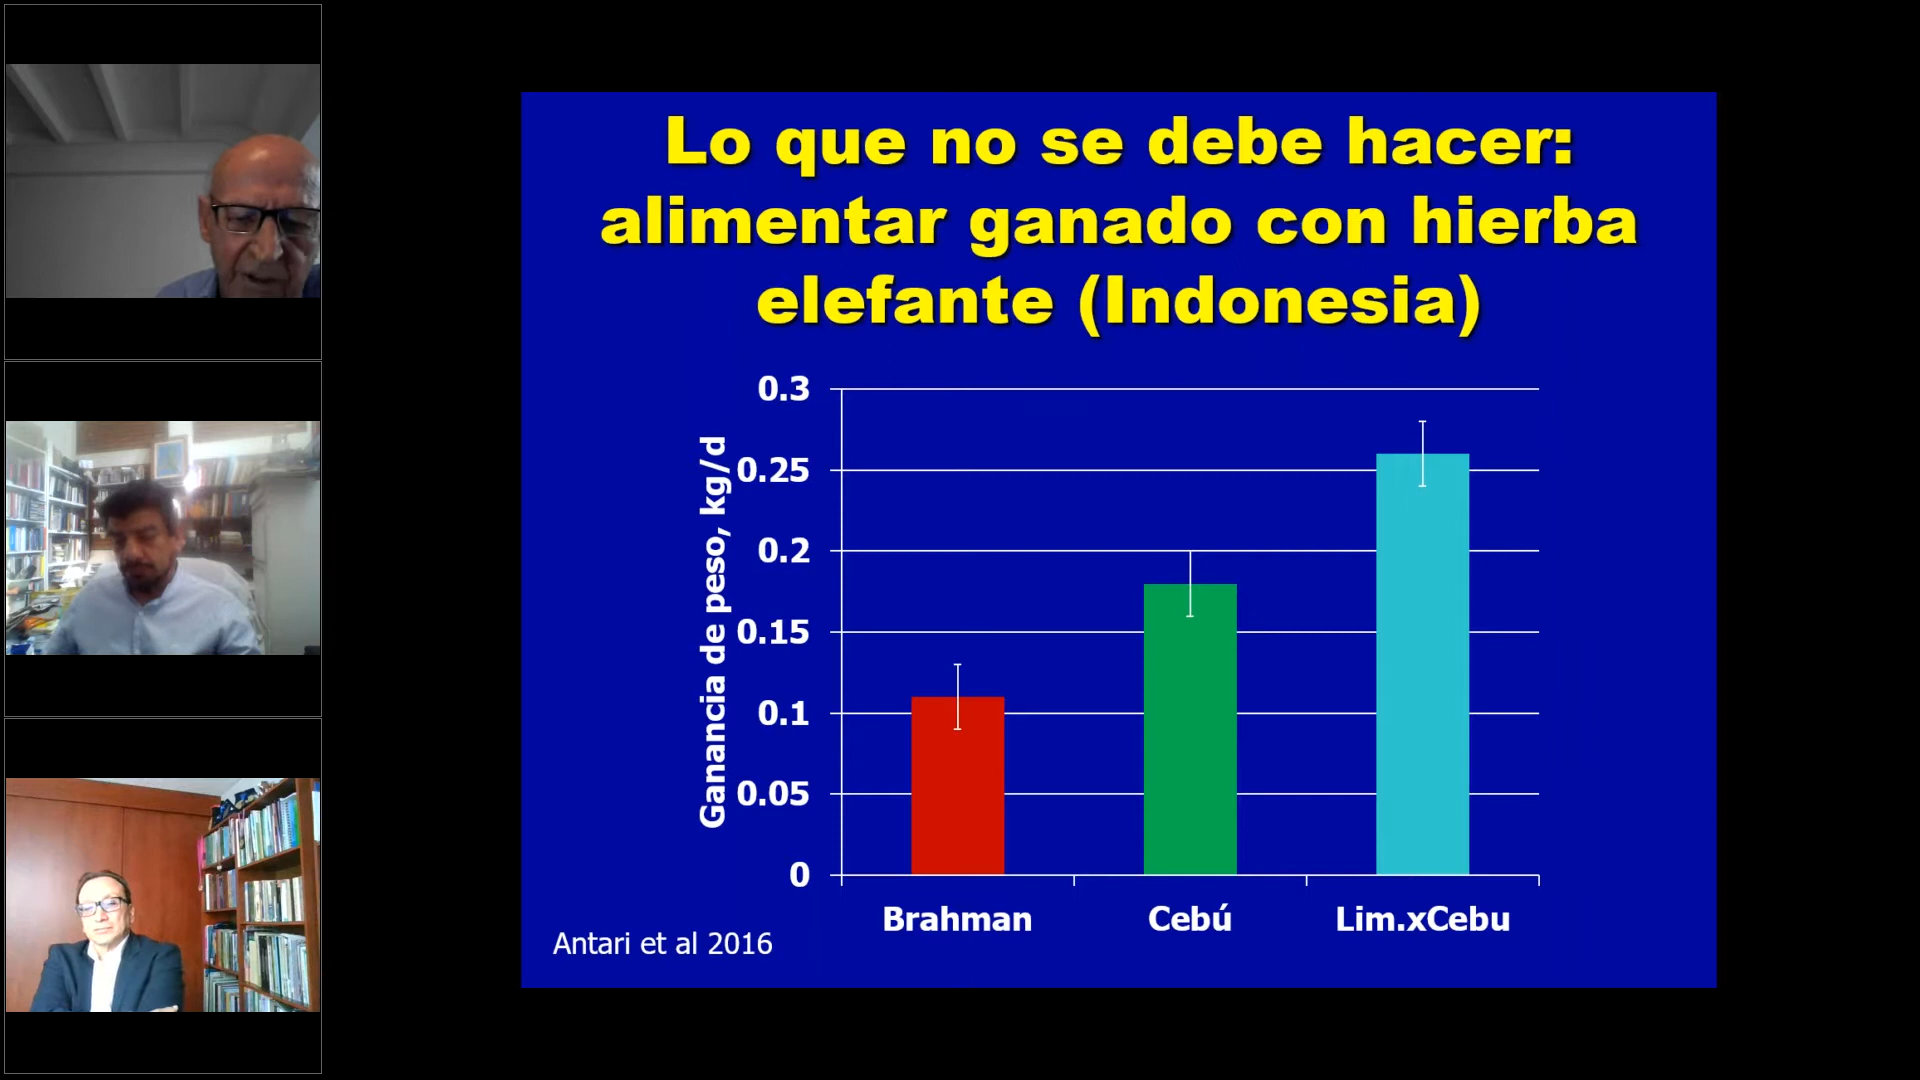 Lo que no se debe hacer:
alimentar ganado con hierba
elefante (Indonesia)
Ganancia de peso, kg/d
0.3
0.25
0.2
0.15
0.1
0.05
0
Brahman
Cebú
Lim.xCebu
Antari et al 2016